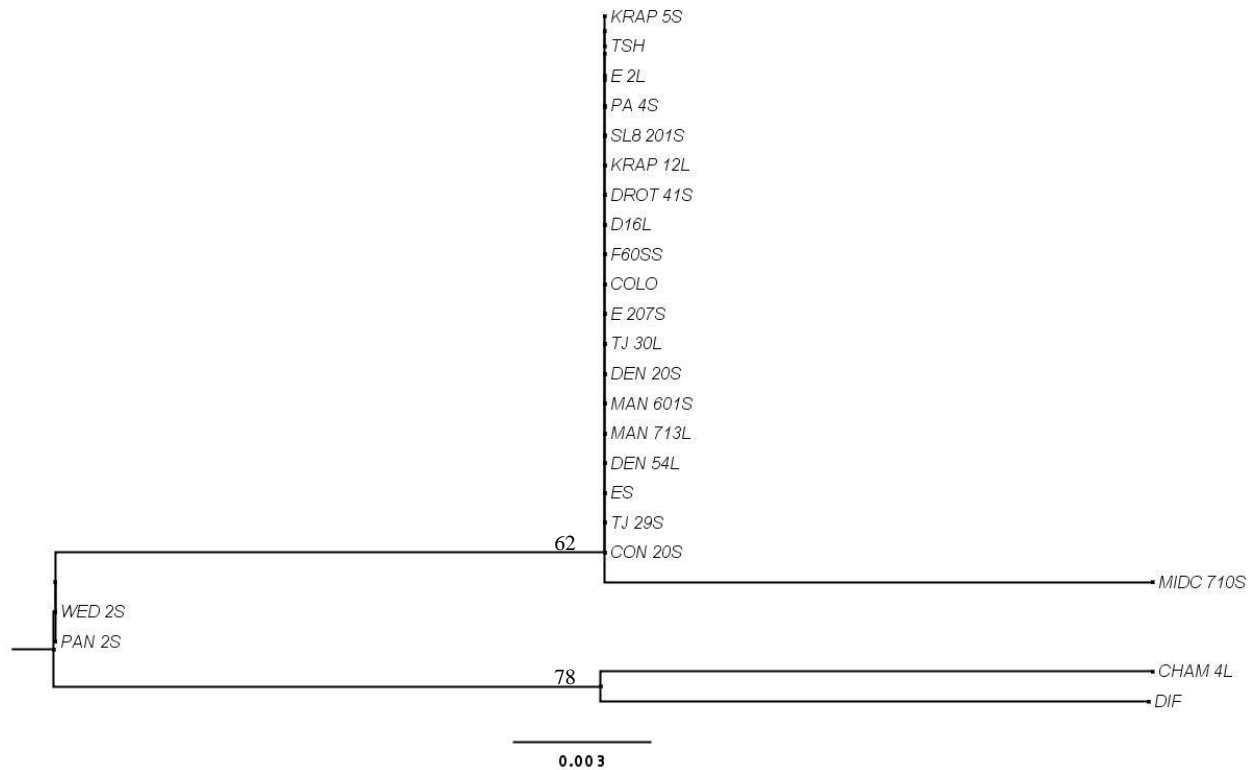 KRAP 5S
TSH
E 2L
PA 4S
SL8 201S
KRAP 12L
DROT 41S
D16L
F60SS
COLO
E 207S
TJ 30L
DEN 20S
MAN 601S
MAN 713L
DEN 54L
ES
TJ 29S
62
CON 20S
MIDC 710S
WED 2S
PAN 2S
78
CHAM 4L
DIF
0.003